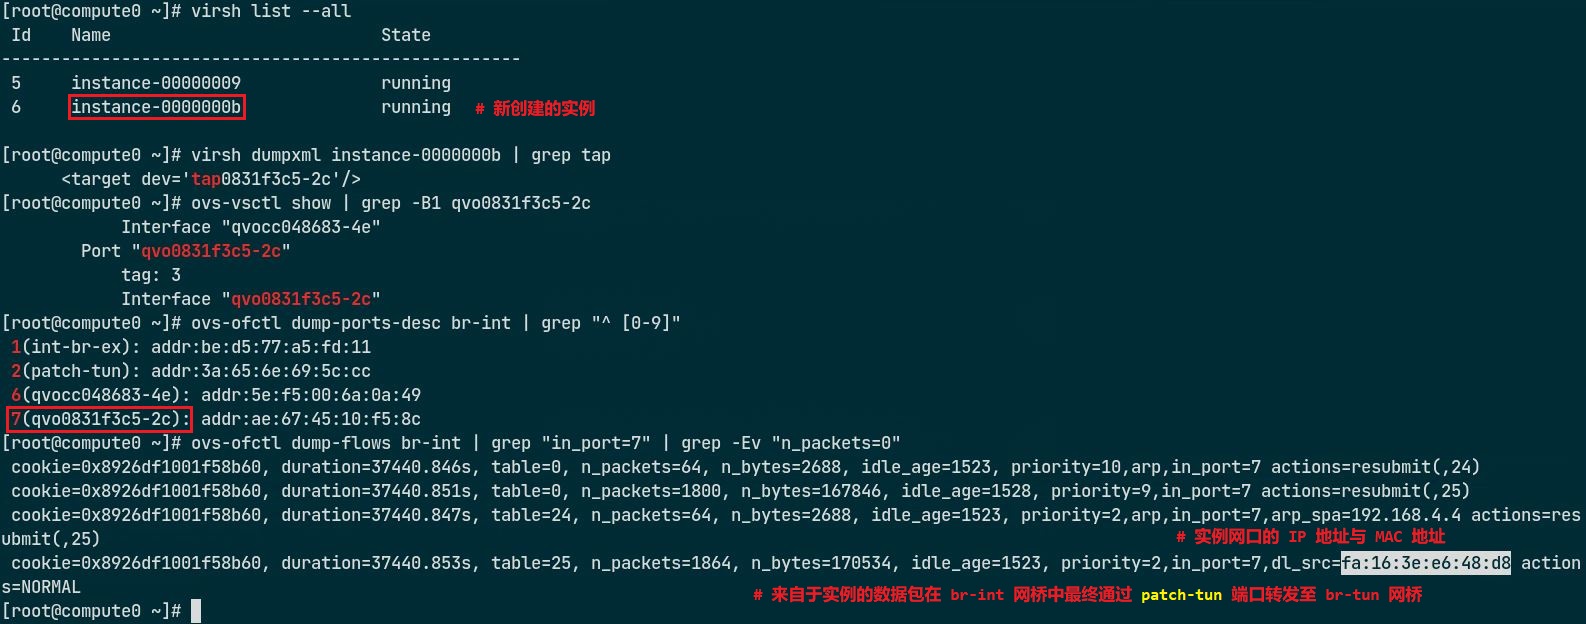 [root@compute0 ~]# virsh list --all
 Id    Name                           State
----------------------------------------------------
 5     instance-00000009              running
 6     instance-0000000b              running   # 新创建的实例
[root@compute0 ~]# virsh dumpxml instance-0000000b | grep tap
      <target dev='tap0831f3c5-2c'/>
[root@compute0 ~]# ovs-vsctl show | grep -B1 qvo0831f3c5-2c
            Interface "qvocc048683-4e"
        Port "qvo0831f3c5-2c"
            tag: 3
            Interface "qvo0831f3c5-2c"
[root@compute0 ~]# ovs-ofctl dump-ports-desc br-int | grep "^ [0-9]"
 1(int-br-ex): addr:be:d5:77:a5:fd:11
 2(patch-tun): addr:3a:65:6e:69:5c:cc
 6(qvocc048683-4e): addr:5e:f5:00:6a:0a:49
 7(qvo0831f3c5-2c): addr:ae:67:45:10:f5:8c
[root@compute0 ~]# ovs-ofctl dump-flows br-int | grep "in_port=7" | grep -Ev "n_packets=0"
 cookie=0x8926df1001f58b60, duration=37440.846s, table=0, n_packets=64, n_bytes=2688, idle_age=1523, priority=10,arp,in_port=7 actions=resubmit(,24)
 cookie=0x8926df1001f58b60, duration=37440.851s, table=0, n_packets=1800, n_bytes=167846, idle_age=1528, priority=9,in_port=7 actions=resubmit(,25)
 cookie=0x8926df1001f58b60, duration=37440.847s, table=24, n_packets=64, n_bytes=2688, idle_age=1523, priority=2,arp,in_port=7,arp_spa=192.168.4.4 actions=res
ubmit(,25)   # 实例网口的 IP 地址与 MAC 地址
 cookie=0x8926df1001f58b60, duration=37440.853s, table=25, n_packets=1864, n_bytes=170534, idle_age=1523, priority=2,in_port=7,dl_src=fa:16:3e:e6:48:d8 action
s=NORMAL   # 来自于实例的数据包在 br-int 网桥中最终通过 patch-tun 端口转发至 br-tun 网桥
[root@compute0 ~]#